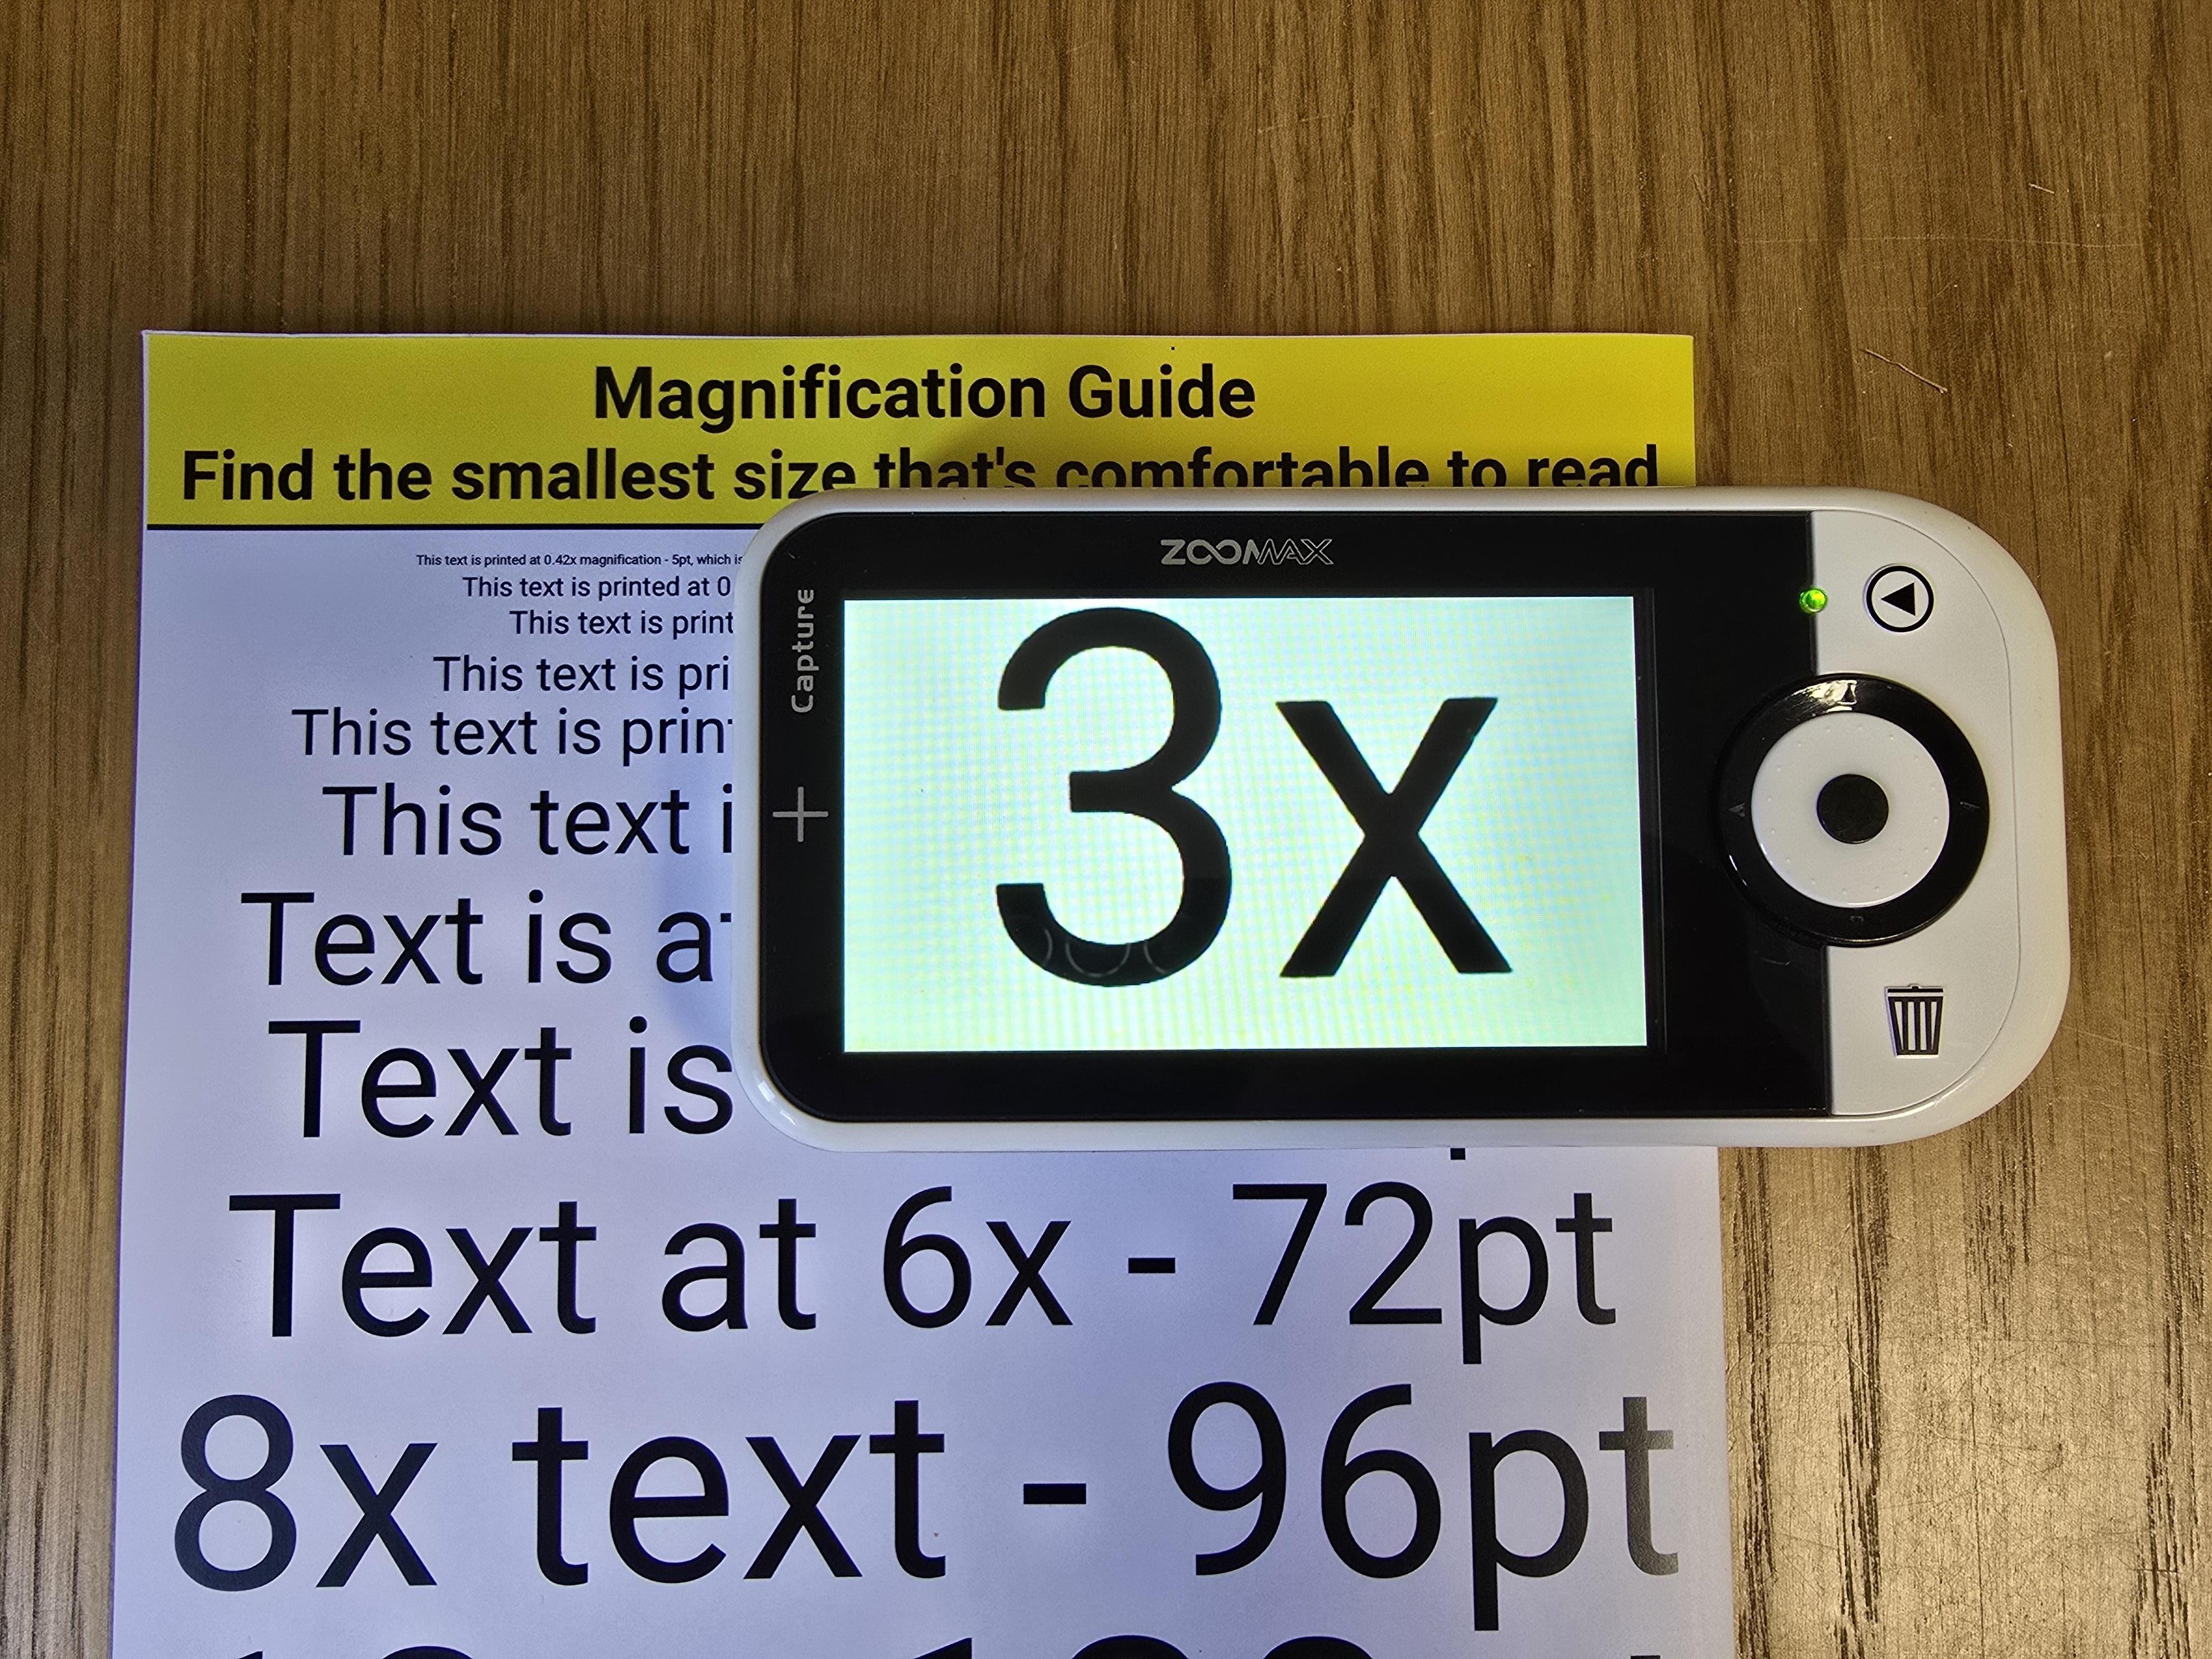 Magnification Guide
Find the smallest size that's comfortable to read
This text is printed at 0.42x magnification - 5pt, which is
This text is printed at 0
This text is print
This text is pri
This text is print
This text i
Text is at
Text is
ZOOMAX
Capture
3x
Text at 6x - 72pt
8x text - 96pt